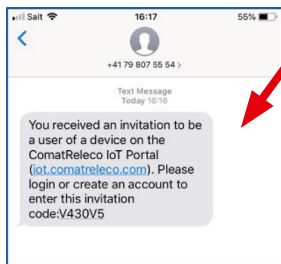 Salt 16:17 55%
+41 79 807 55 54 >
Text Message
Today 16:16
You received an invitation to be
a user of a device on the
ComatReleco IoT Portal
(iot.comatreleco.com). Please
login or create an account to
enter this invitation
code:V430V5